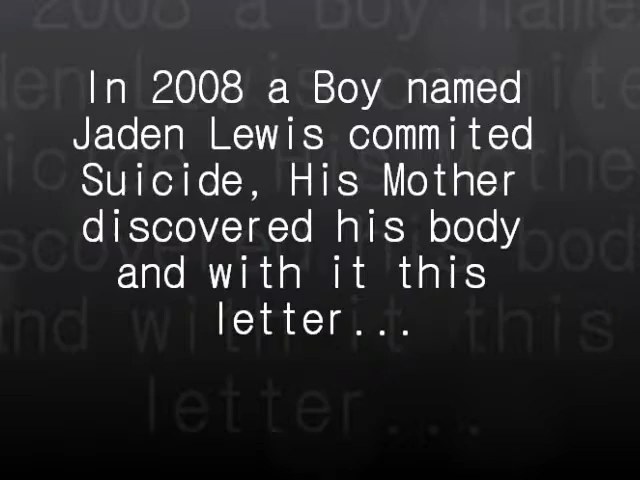 In 2008 a Boy named
Jaden Lewis commited
Suicide, His Mother
discovered his body
and with it this
letter...